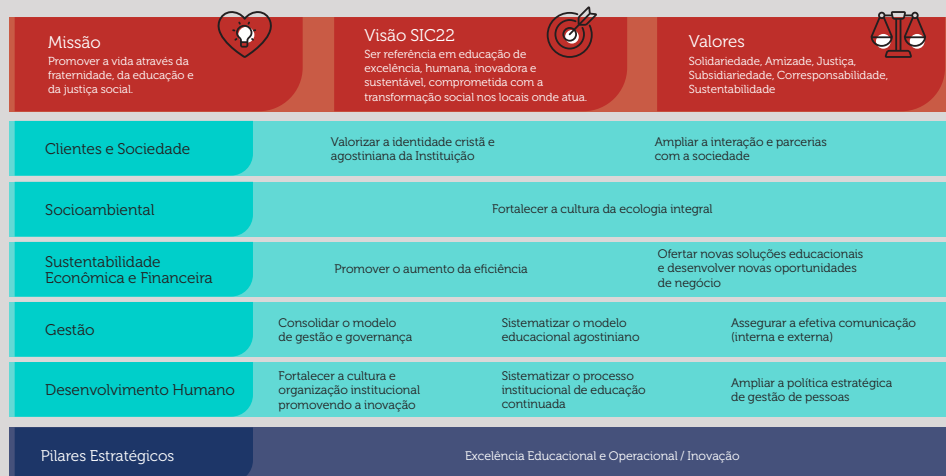 Missão
Promover a vida através da
fraternidade, da educação e
da justiça social.
Visão SIC22
Ser referência em educação de
excelência, humana, inovadora e
sustentável, comprometida com a
transformação social nos locais onde atua.
Valores
Solidariedade, Amizade, Justiça,
Subsidiariedade, Corresponsabilidade,
Sustentabilidade
Clientes e Sociedade
Valorizar a identidade cristã e
agostiniana da Instituição
Ampliar a interação e parcerias
com a sociedade
Socioambiental
Fortalecer a cultura da ecologia integral
Sustentabilidade
Econômica e Financeira
Promover o aumento da eficiência
Ofertar novas soluções educacionais
e desenvolver novas oportunidades
de negócio
Gestão
Consolidar o modelo
de gestão e governança
Sistematizar o modelo
educacional agostiniano
Assegurar a efetiva comunicação
(interna e externa)
Desenvolvimento Humano
Fortalecer a cultura e
organização institucional
promovendo a inovação
Sistematizar o processo
institucional de educação
continuada
Ampliar a política estratégica
de gestão de pessoas
Pilares Estratégicos
Excelência Educacional e Operacional / Inovação